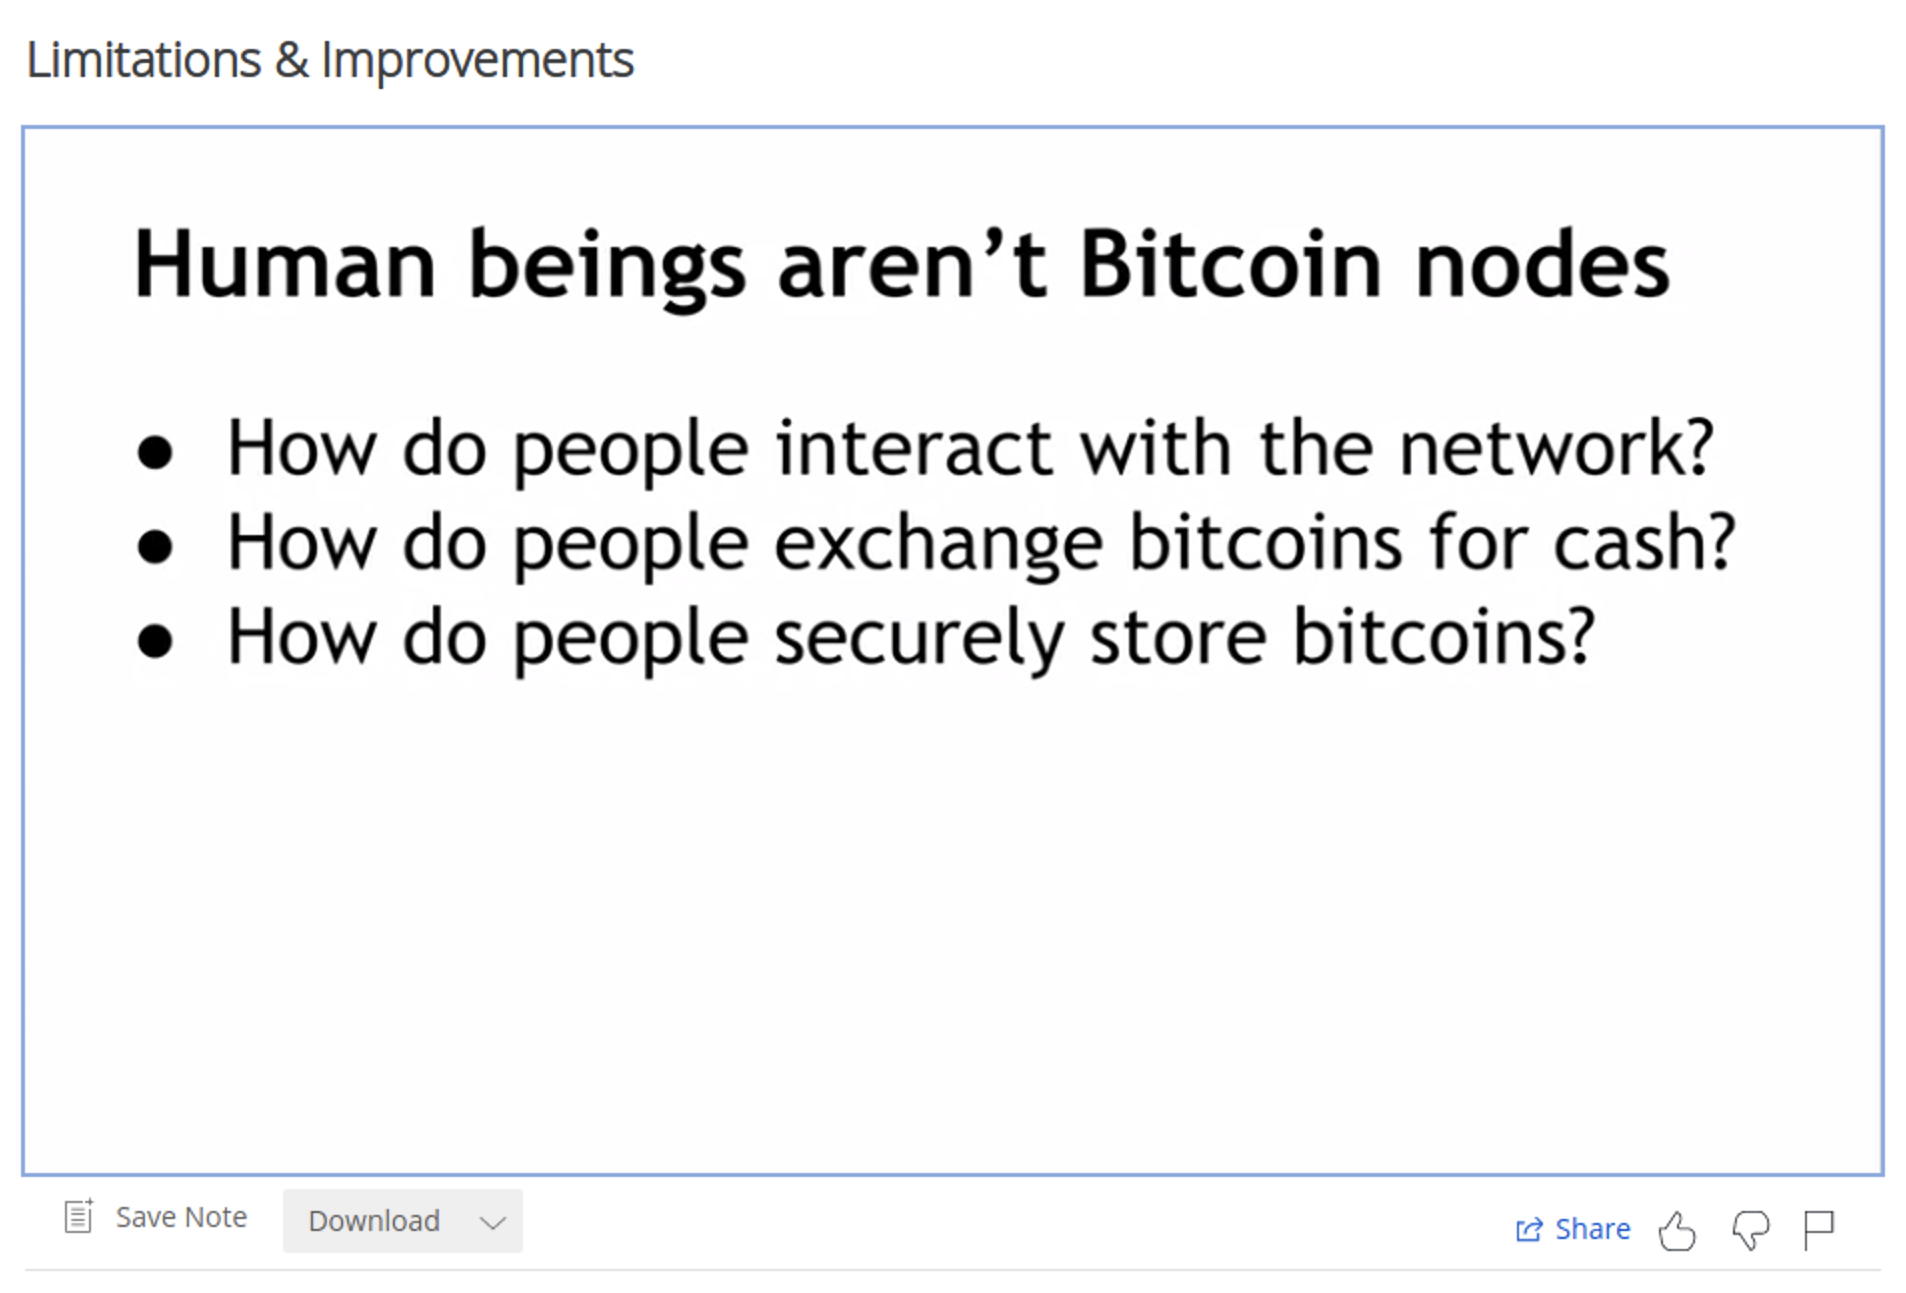 Limitations & Improvements
Human beings aren’t Bitcoin nodes
● How do people interact with the network?
● How do people exchange bitcoins for cash?
● How do people securely store bitcoins?
Save Note
Download
Share